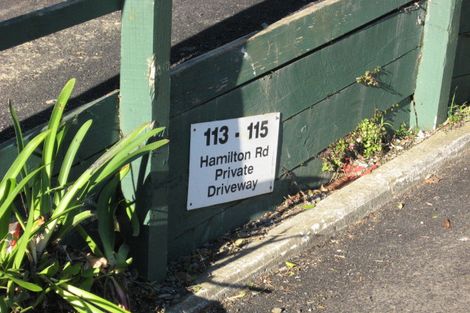 113 - 115
Hamilton Rd
Private
Driveway